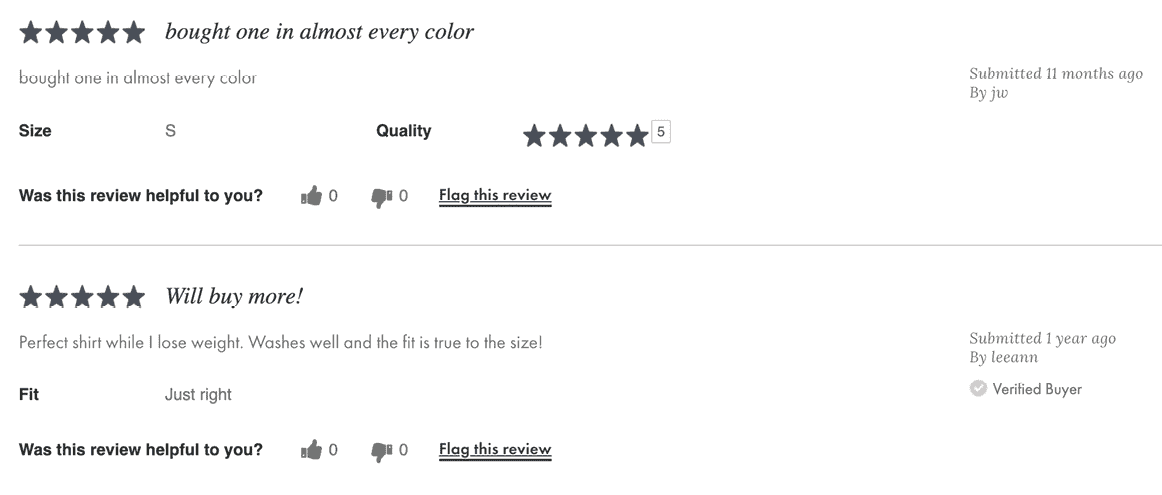 bought one in almost every color
bought one in almost every color
Submitted 11 months ago
By jw
Size S Quality 5
Was this review helpful to you? 0 0 Flag this review
Will buy more!
Perfect shirt while I lose weight. Washes well and the fit is true to the size!
Submitted 1 year ago
By leeann
Verified Buyer
Fit Just right
Was this review helpful to you? 0 0 Flag this review